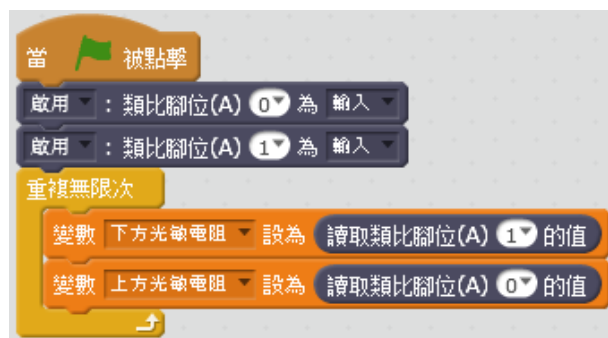 當 被點擊
啟用 : 類比腳位(A) 0 為 輸入
啟用 : 類比腳位(A) 1 為 輸入
重複無限次
變數 下方光敏電阻 設為 讀取類比腳位(A) 1 的值
變數 上方光敏電阻 設為 讀取類比腳位(A) 0 的值